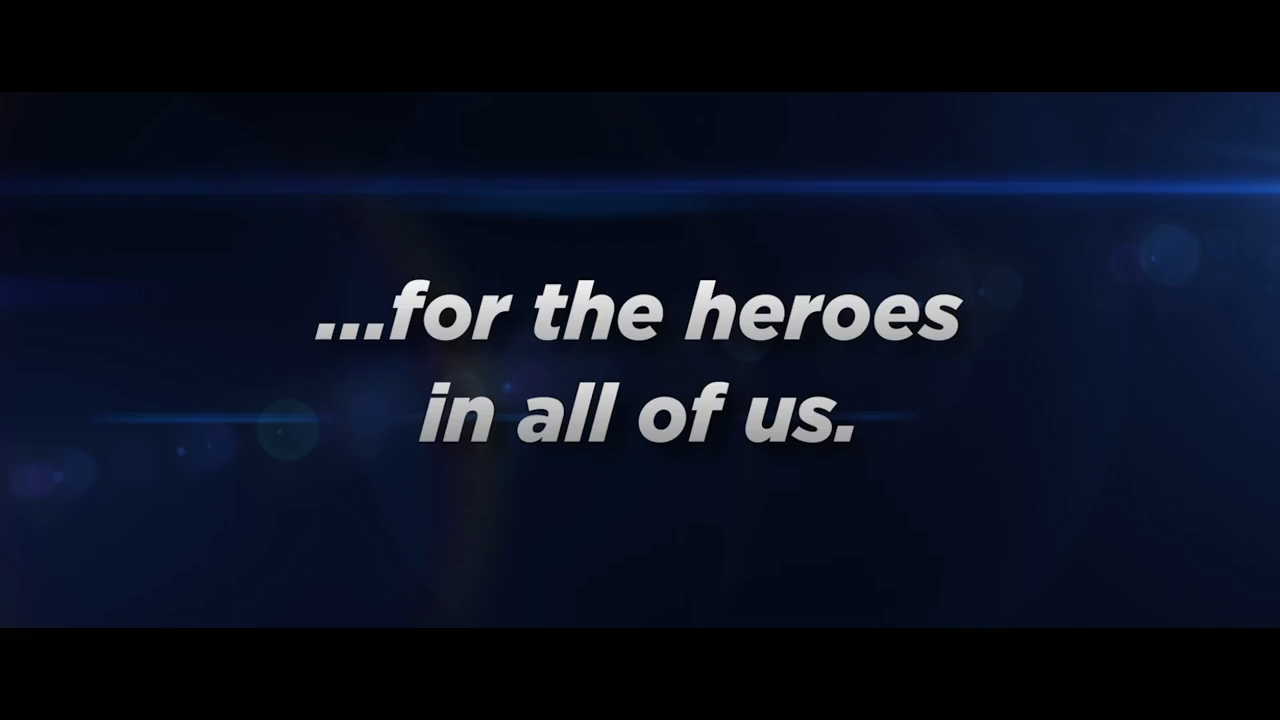 ...for the heroes
in all of us.